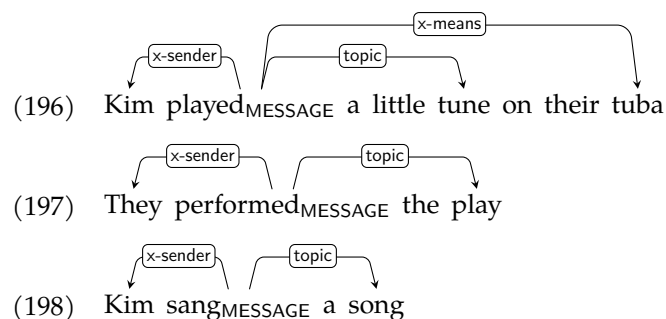 x-means
x-sender topic
(196) Kim playedMESSAGE a little tune on their tuba
x-sender topic
(197) They performedMESSAGE the play
x-sender topic
(198) Kim sangMESSAGE a song